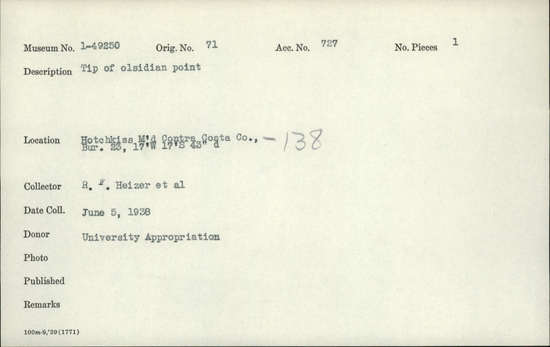 Museum No. 1-49250 Orig. No. 71 Acc. No. 727 No. Pieces 1
Description Tip of olsidian point
Location Hotchkiss M'd Contra Costa Co., -138
Bur. 23, 17'W 17'S 43" d
Collector R. F. Heizer et al
Date Coll. June 5, 1938
Donor University Appropriation
Photo
Published
Remarks
100m-9,'39(1771)